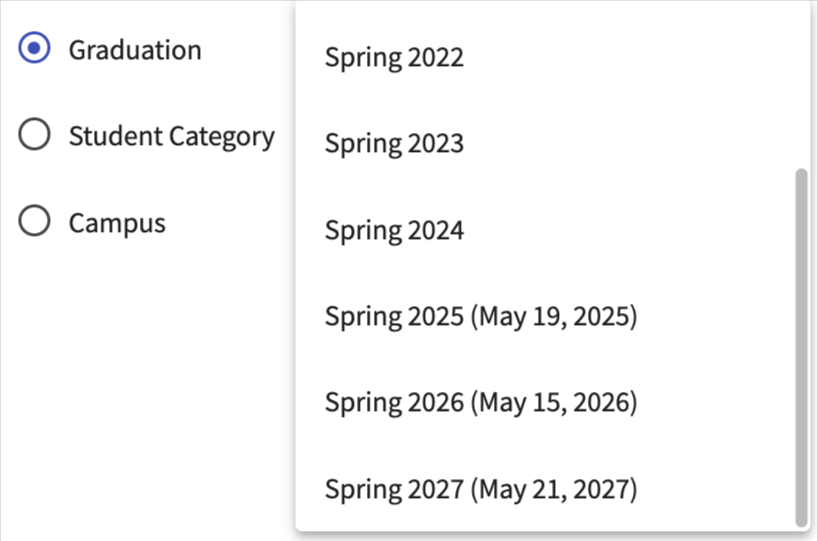 Graduation
Student Category
Campus
Spring 2022
Spring 2023
Spring 2024
Spring 2025 (May 19, 2025)
Spring 2026 (May 15, 2026)
Spring 2027 (May 21, 2027)